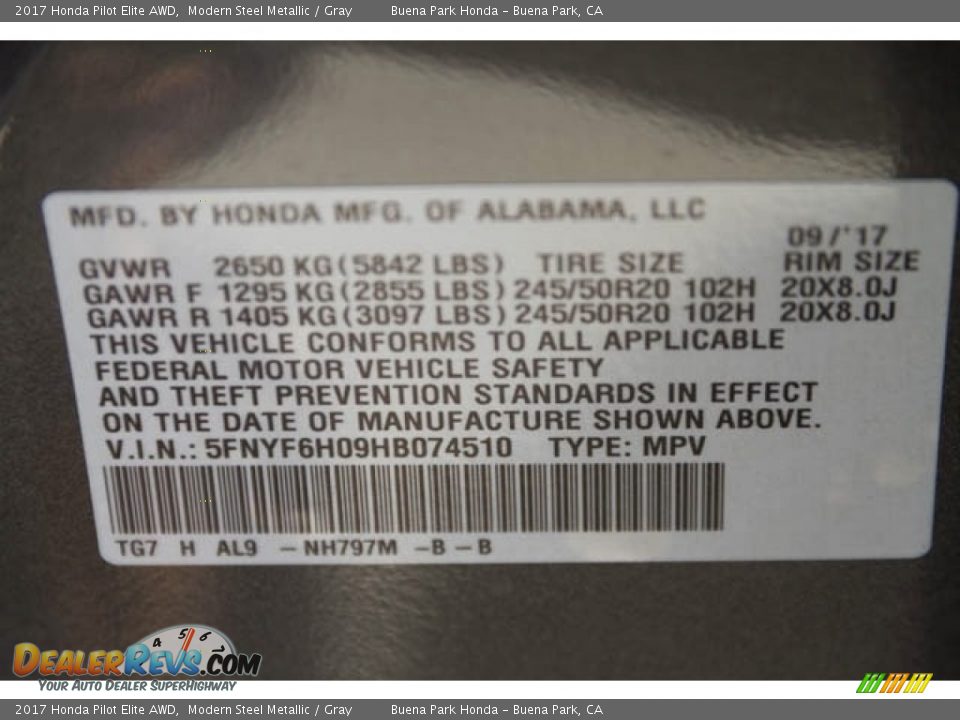 2017 Honda Pilot Elite AWD, Modern Steel Metallic / Gray Buena Park Honda - Buena Park, CA
MFD. BY HONDA MFG. OF ALABAMA, LLC
09/'17
GVWR 2650 KG(5842 LBS) TIRE SIZE RIM SIZE
GAWR F 1295 KG(2855 LBS)245/50R20 102H 20X8.0J
GAWR R 1405 KG(3097 LBS)245/50R20 102H 20X8.0J
THIS VEHICLE CONFORMS TO ALL APPLICABLE
FEDERAL MOTOR VEHICLE SAFETY
AND THEFT PREVENTION STANDARDS IN EFFECT
ON THE DATE OF MANUFACTURE SHOWN ABOVE.
V.I.N.: 5FNYF6H09HB074510 TYPE: MPV
TG7 H AL9 -NH797M -B-B
4 5 6 7
DEALERREVS.COM
YOUR AUTO DEALER SUPERHIGHWAY
2017 Honda Pilot Elite AWD, Modern Steel Metallic / Gray Buena Park Honda - Buena Park, CA